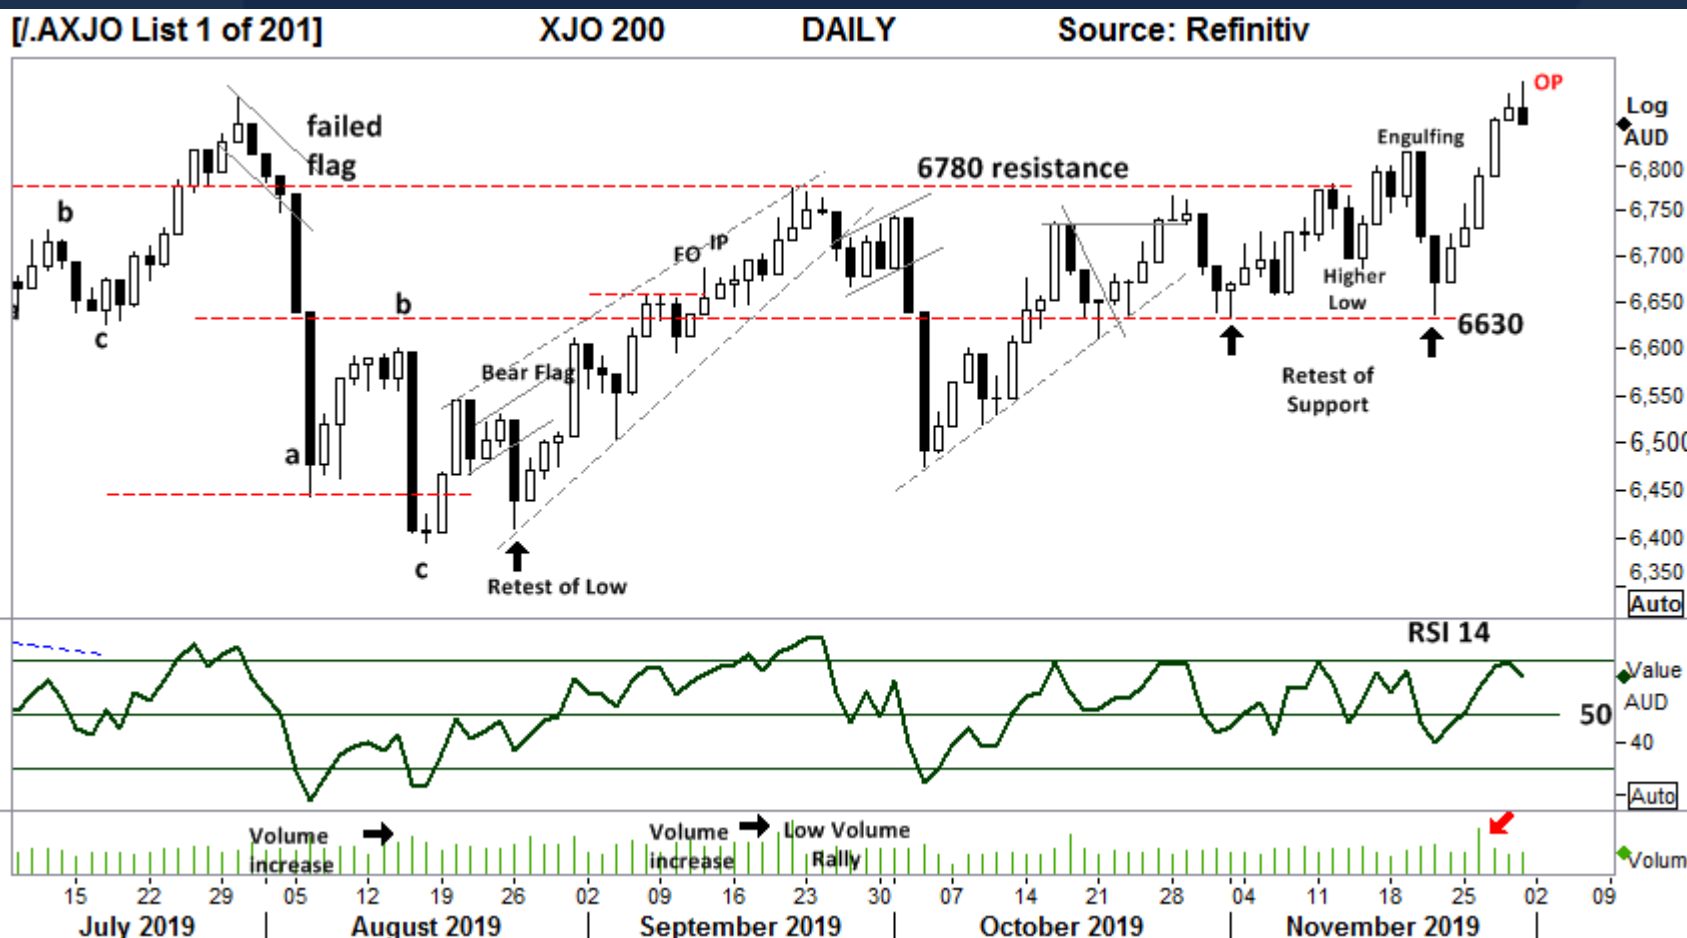 [/.AXJO List 1 of 201] XJO 200 DAILY Source: Refinitiv
OP
Log
AUD
failed
flag
Engulfing
6780 resistance
6,800
b
6,750
EO IP
6,700
Higher
Low
6,650
b
c
6630
6,600
Bear Flag
Retest of
Support
6,550
a
6,500
6,450
6,400
c
Retest of Low
6,350
Auto
RSI 14
Value
AUD
50
40
Auto
Volume
increase
Volume
increase
Low Volume
Rally
Volum
15 22 29 05 12 19 26 02 09 16 23 30 07 14 21 28 04 11 18 25 02 09
July 2019 August 2019 September 2019 October 2019 November 2019